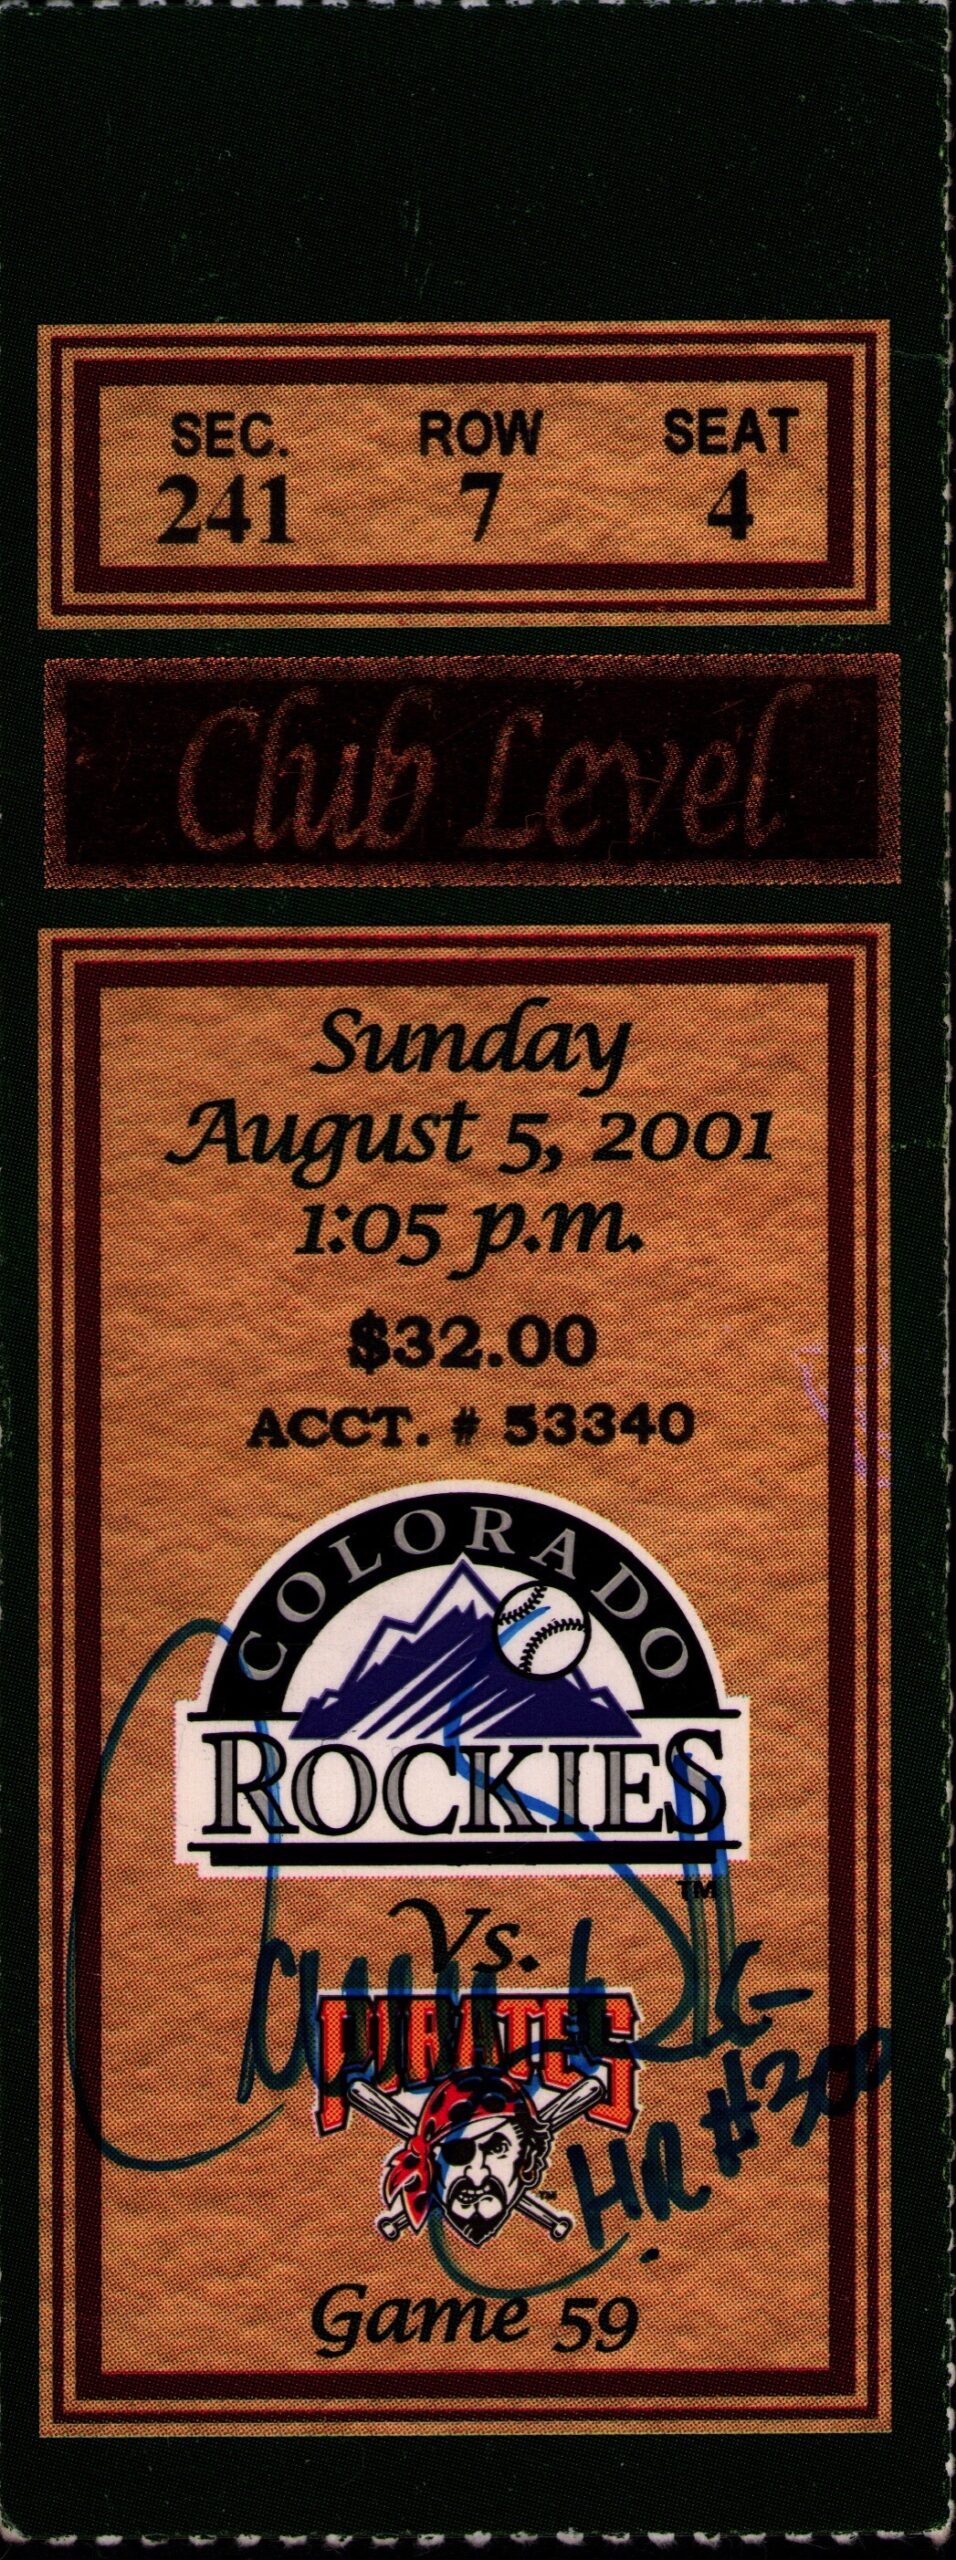 SEC. ROW SEAT
241 7 4
Club Level
Sunday
August 5, 2001
1:05 p.m.
$32.00
ACCT. # 53340
COLORADO
ROCKIES
TM
Vs.
PIRATES
TM
HR #300
Game 59